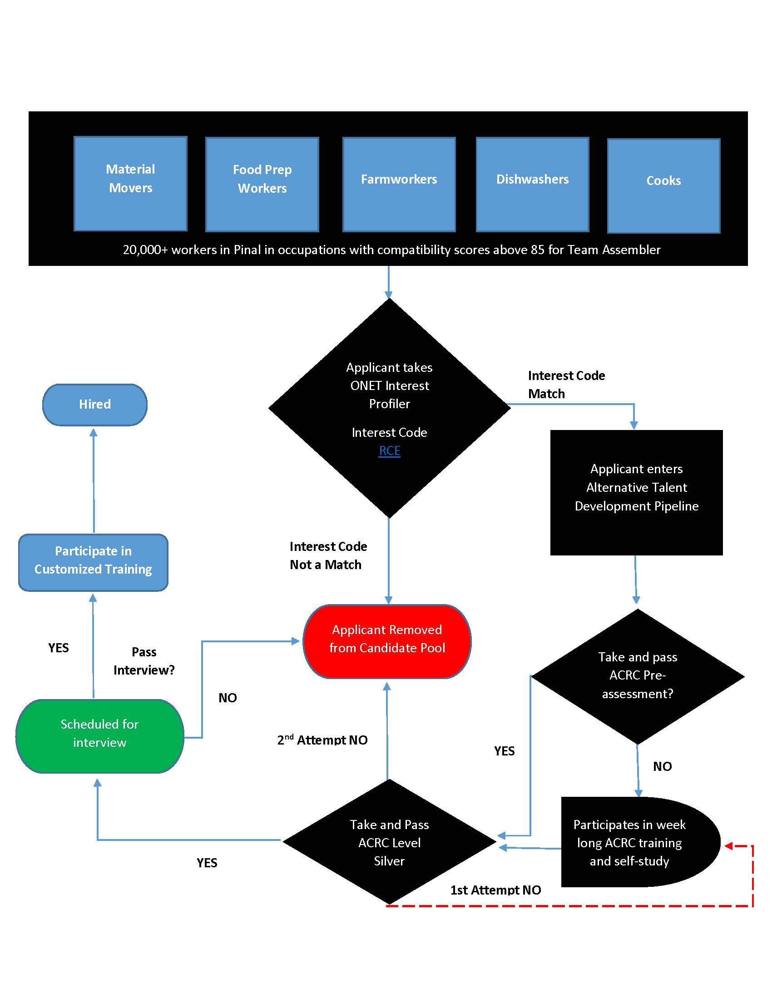 Material
Movers
Food Prep
Workers
Farmworkers
Dishwashers
Cooks
20,000+ workers in Pinal in occupations with compatibility scores above 85 for Team Assembler
Applicant takes
ONET Interest
Profiler
Interest Code
RCE
Interest Code
Match
Hired
Applicant enters
Alternative Talent
Development Pipeline
Interest Code
Not a Match
Participate in
Customized Training
Applicant Removed
from Candidate Pool
YES
Pass
Interview?
NO
Take and pass
ACRC Pre-
assessment?
Scheduled for
interview
2nd Attempt NO
YES
NO
Take and Pass
ACRC Level
Silver
Participates in week
long ACRC training
and self-study
YES
1st Attempt NO